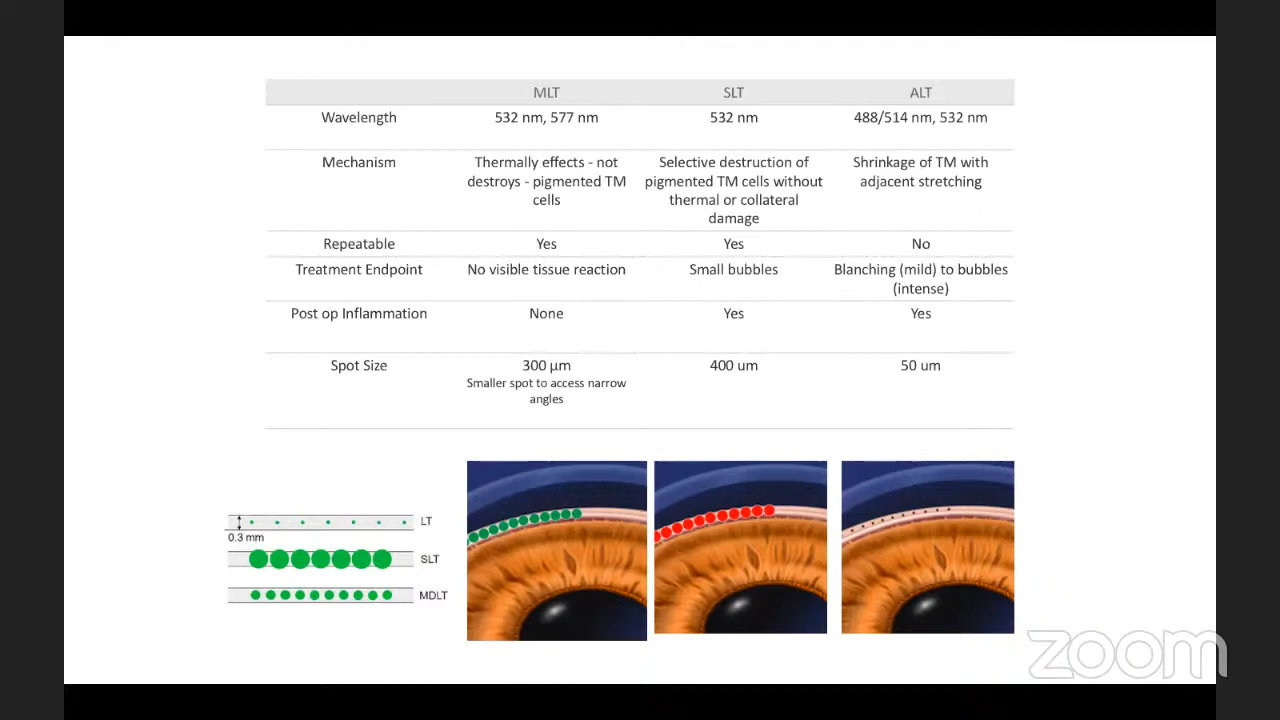 MLT SLT ALT
Wavelength 532 nm, 577 nm 532 nm 488/514 nm, 532 nm
Mechanism Thermally effects - not Selective destruction of Shrinkage of TM with
destroys - pigmented TM pigmented TM cells without adjacent stretching
cells thermal or collateral
damage
Repeatable Yes Yes No
Treatment Endpoint No visible tissue reaction Small bubbles Blanching (mild) to bubbles
(intense)
Post op Inflammation None Yes Yes
Spot Size 300 µm 400 um 50 um
Smaller spot to access narrow
angles
LT
0.3 mm
SLT
MDLT
zoom